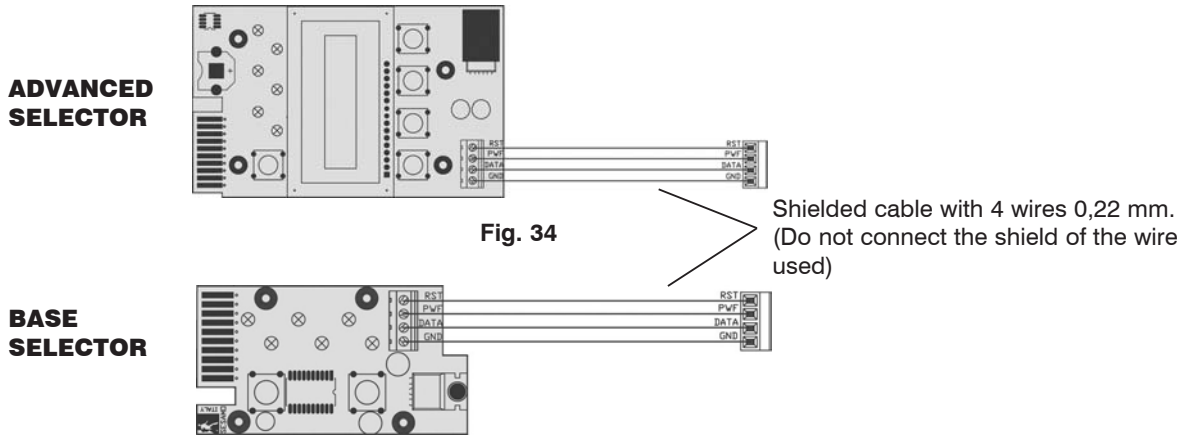 ADVANCED
SELECTOR
RST
PWF
DATA
GND
RST
PWF
DATA
GND
Fig. 34
Shielded cable with 4 wires 0,22 mm.
(Do not connect the shield of the wire
used)
BASE
SELECTOR
RST
PWF
DATA
GND
RST
PWF
DATA
GND
ITALY
SESAMO